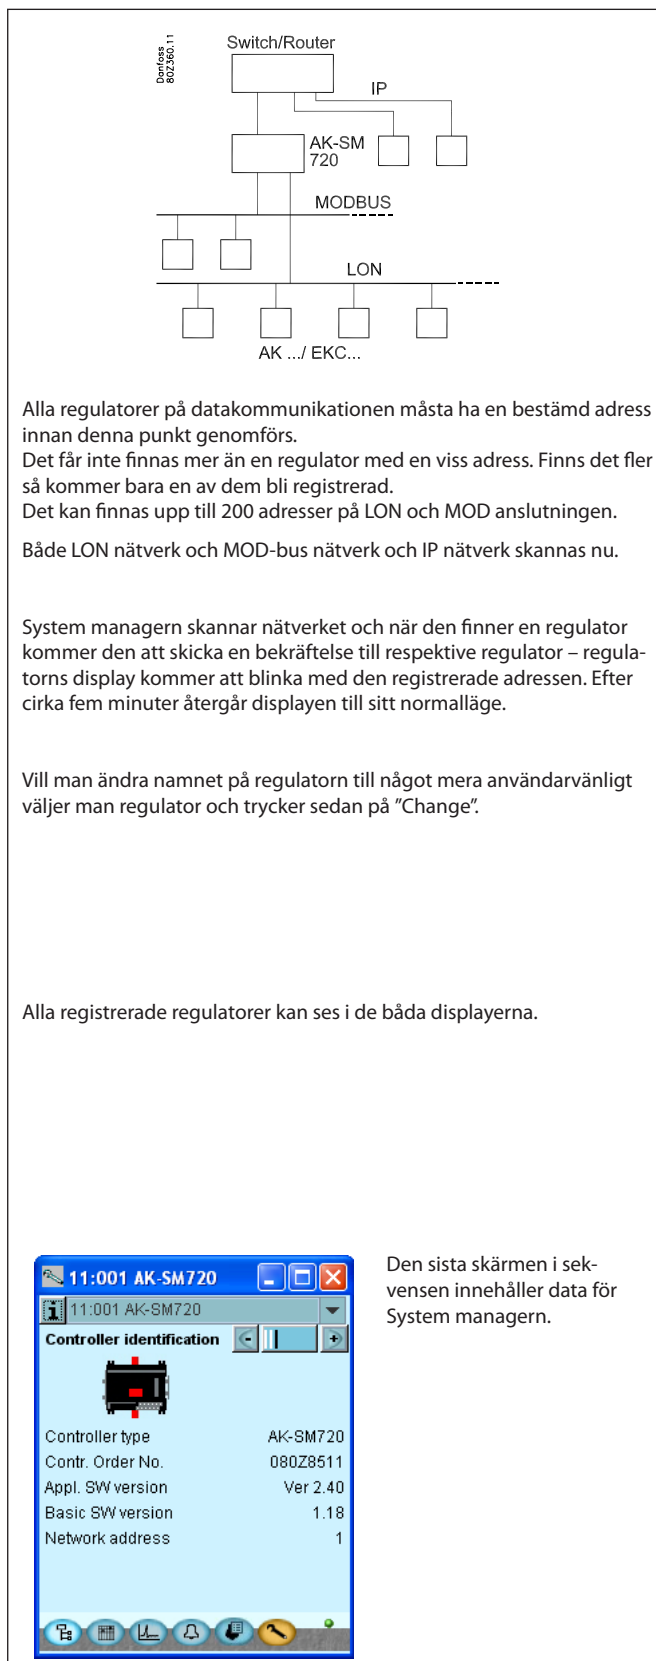 Danfoss
80Z360.11
Switch/Router
IP
AK-SM
720
MODBUS
LON
AK .../ EKC...
Alla regulatorer på datakommunikationen måsta ha en bestämd adress
innan denna punkt genomförs.
Det får inte finnas mer än en regulator med en viss adress. Finns det fler
så kommer bara en av dem bli registrerad.
Det kan finnas upp till 200 adresser på LON och MOD anslutningen.
Både LON nätverk och MOD-bus nätverk och IP nätverk skannas nu.
System managern skannar nätverket och när den finner en regulator
kommer den att skicka en bekräftelse till respektive regulator – regula-
torns display kommer att blinka med den registrerade adressen. Efter
cirka fem minuter återgår displayen till sitt normalläge.
Vill man ändra namnet på regulatorn till något mera användarvänligt
väljer man regulator och trycker sedan på ”Change”.
Alla registrerade regulatorer kan ses i de båda displayerna.
11:001 AK-SM720
11:001 AK-SM720
Controller identification
Controller type AK-SM720
Contr. Order No. 080Z8511
Appl. SW version Ver 2.40
Basic SW version 1.18
Network address 1
Den sista skärmen i sek-
vensen innehåller data för
System managern.